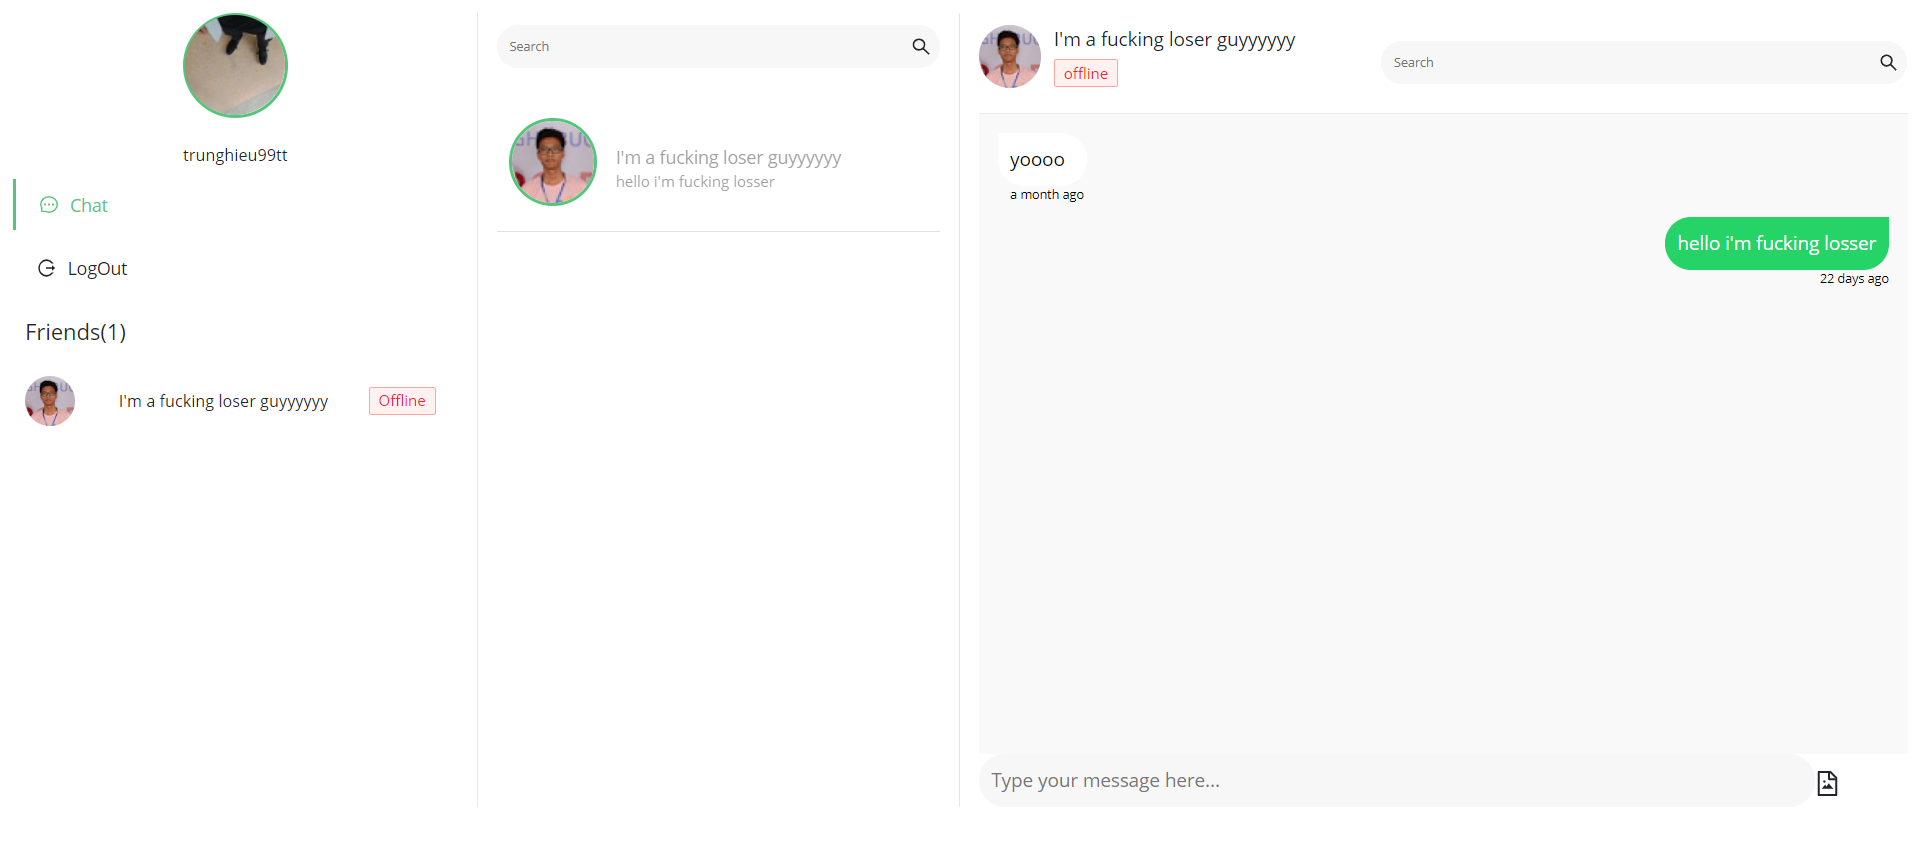 trunghieu99tt
Chat
LogOut
Friends(1)
I'm a fucking loser guyyyyyy
Offline
Search
I'm a fucking loser guyyyyyy
hello i'm fucking losser
I'm a fucking loser guyyyyyy
offline
Search
yoooo
a month ago
hello i'm fucking losser
22 days ago
Type your message here...